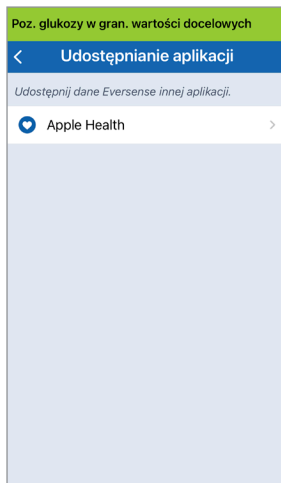 Poz. glukozy w gran. wartości docelowych
Udostępnianie aplikacji
Udostępnij dane Eversense innej aplikacji.
Apple Health